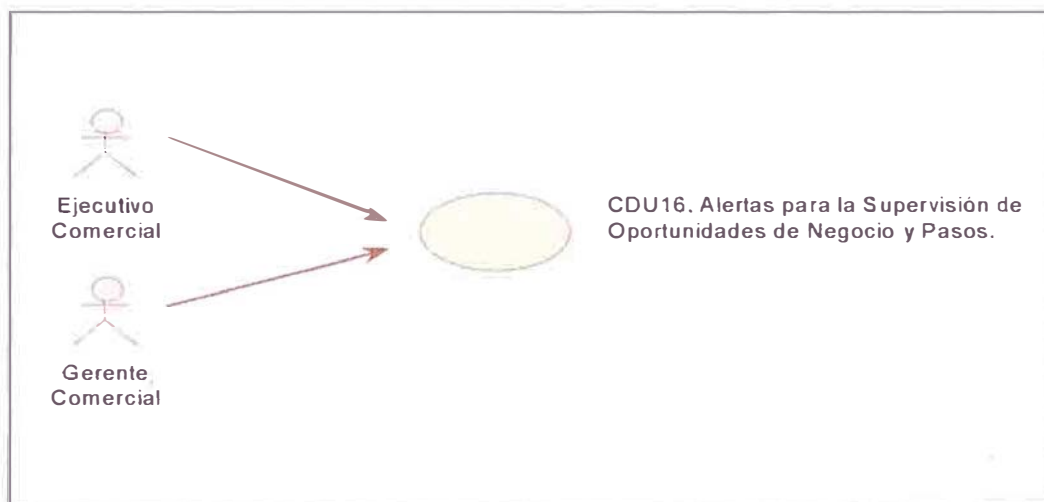 Ejecutivo
Comercial
CDU16. Alertas para la Supervisión de
Oportunidades de Negocio y Pasos.
Gerente
Comercial